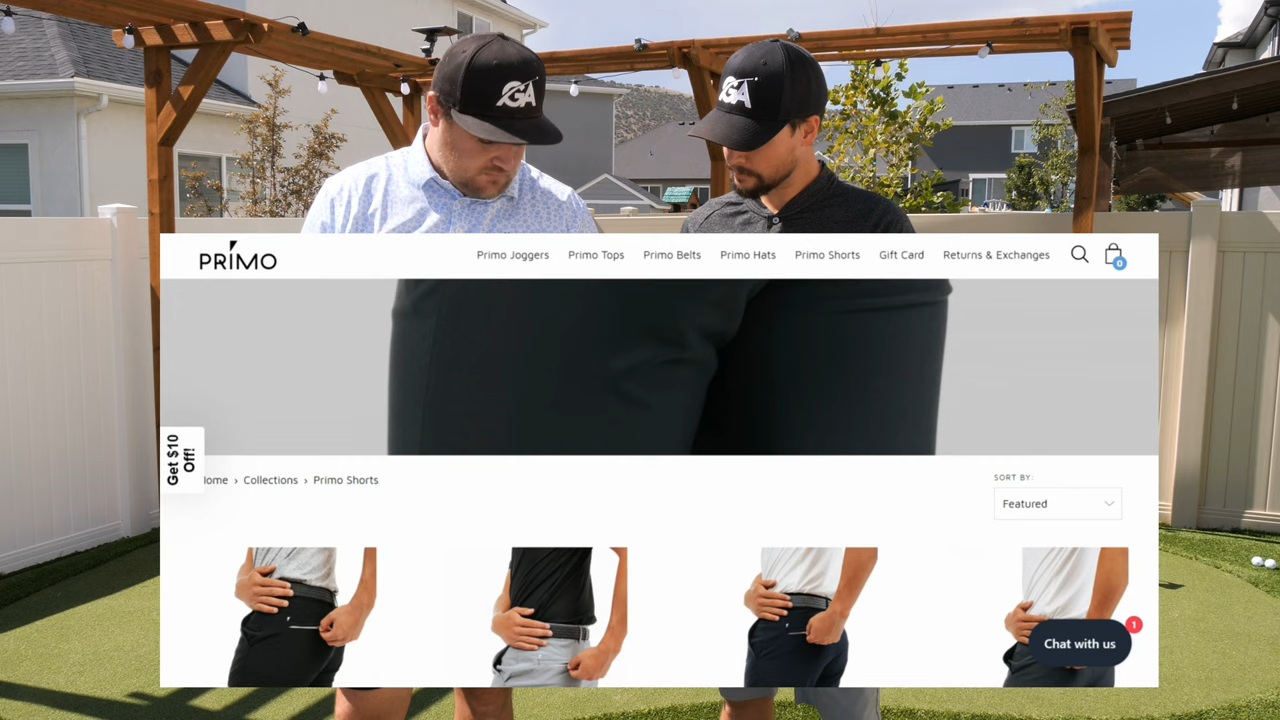 GA
GA
PRIMO
Primo Joggers
Primo Tops
Primo Belts
Primo Hats
Primo Shorts
Gift Card
Returns & Exchanges
0
Get $10
Off!
Home › Collections › Primo Shorts
SORT BY:
Featured
1
Chat with us